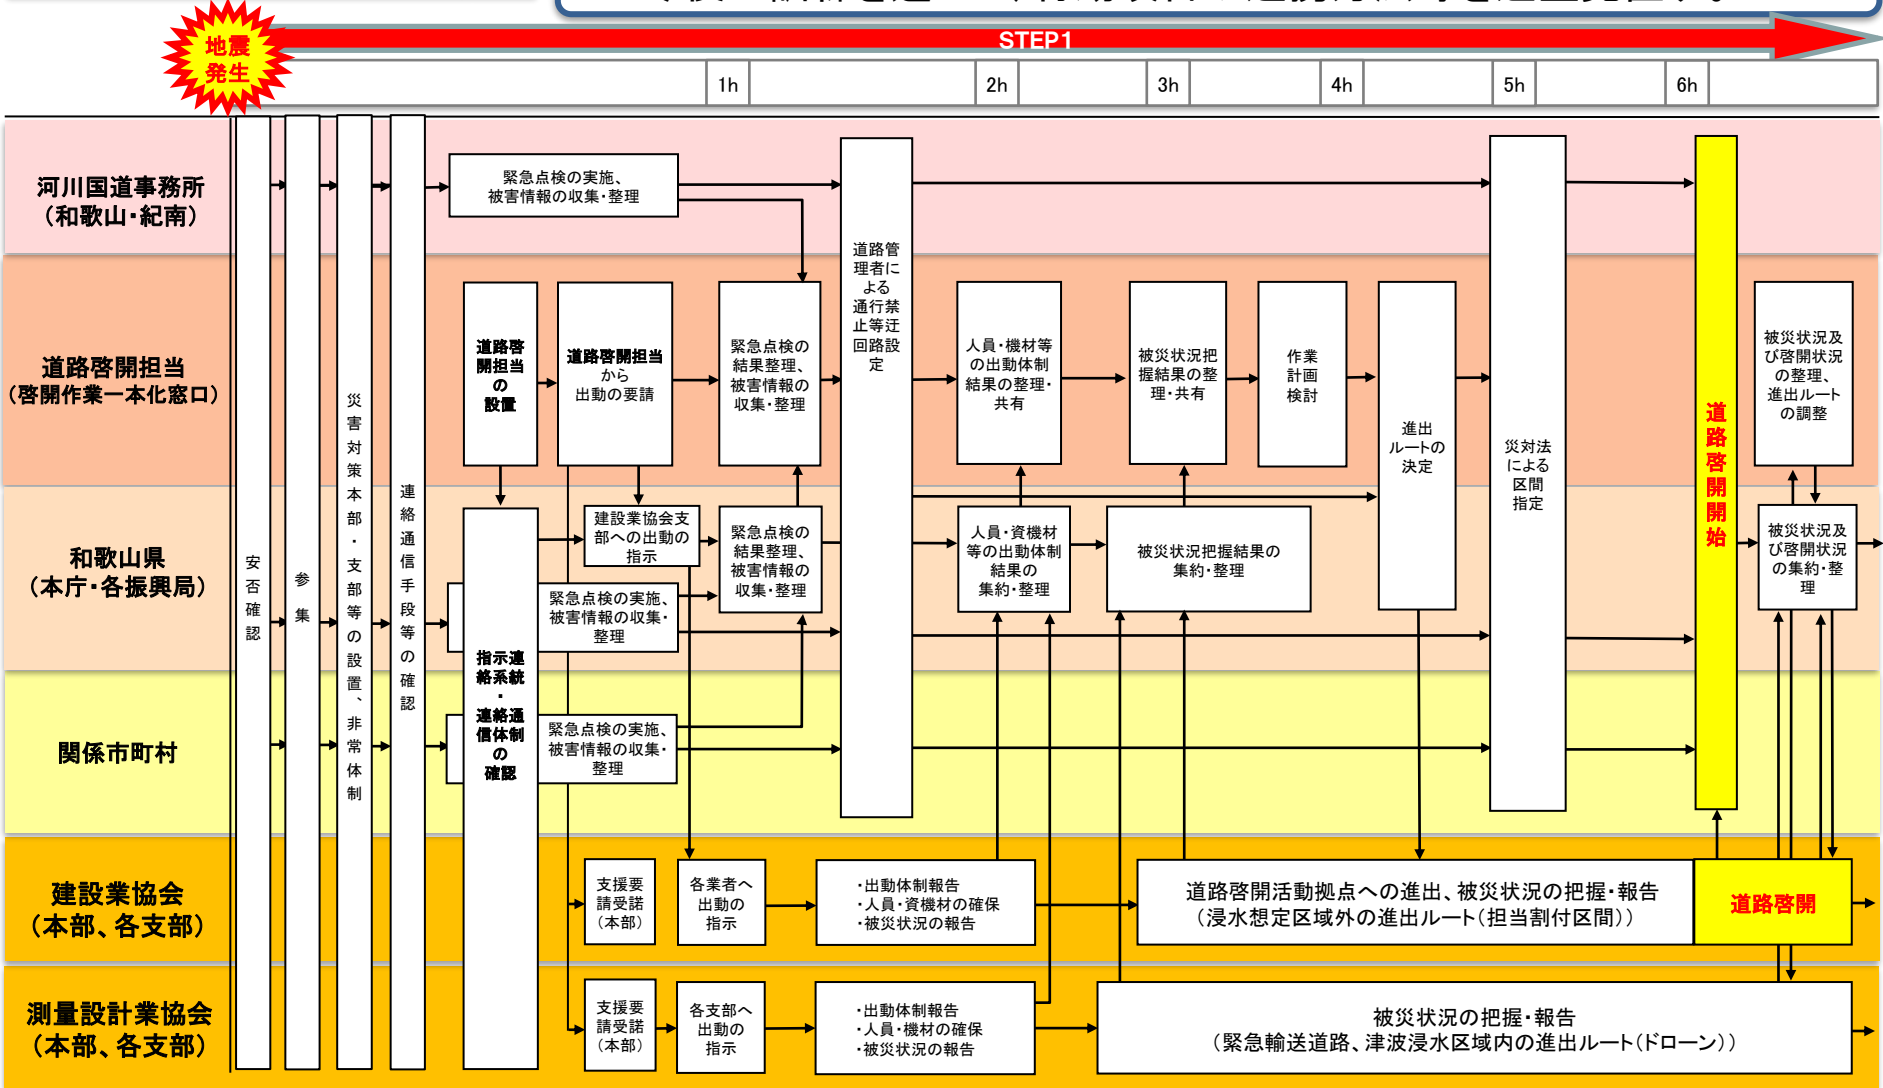 地震
発生
STEP1
1h
2h
3h
4h
5h
6h
河川国道事務所
(和歌山・紀南)
道路啓開担当
(啓開作業一本化窓口)
和歌山県
(本庁・各振興局)
関係市町村
建設業協会
(本部、各支部)
測量設計業協会
(本部、各支部)
安否確認
参集
災害対策本部・支部等の設置、非常体制
連絡通信手段等の確認
緊急点検の実施、
被害情報の収集・整理
道路啓
開担当
の
設置
道路啓開担当
から
出動の要請
緊急点検の
結果整理、
被害情報の
収集・整理
道路管
理者に
よる
通行禁
止等迂
回路設
定
人員・機材等
の出動体制
結果の整理・
共有
被災状況把
握結果の整
理・共有
作業
計画
検討
進出
ルートの
決定
災対法
による
区間
指定
道路啓開開始
被災状況及
び啓開状況
の整理、
進出ルート
の調整
指示連
絡系統
・
連絡通
信体制
の
確認
建設業協会支
部への出動の
指示
緊急点検の
結果整理、
被害情報の
収集・整理
緊急点検の実施、
被害情報の収集・
整理
人員・資機材
等の出動体制
結果の
集約・整理
被災状況把握結果の
集約・整理
被災状況及
び啓開状況
の集約・整
理
緊急点検の実施、
被害情報の収集・
整理
支援要
請受諾
(本部)
各業者へ
出動の
指示
・出動体制報告
・人員・資機材の確保
・被災状況の報告
道路啓開活動拠点への進出、被災状況の把握・報告
(浸水想定区域外の進出ルート(担当割付区間))
道路啓開
支援要
請受諾
(本部)
各支部へ
出動の
指示
・出動体制報告
・人員・機材の確保
・被災状況の報告
被災状況の把握・報告
(緊急輸送道路、津波浸水区域内の進出ルート(ドローン))